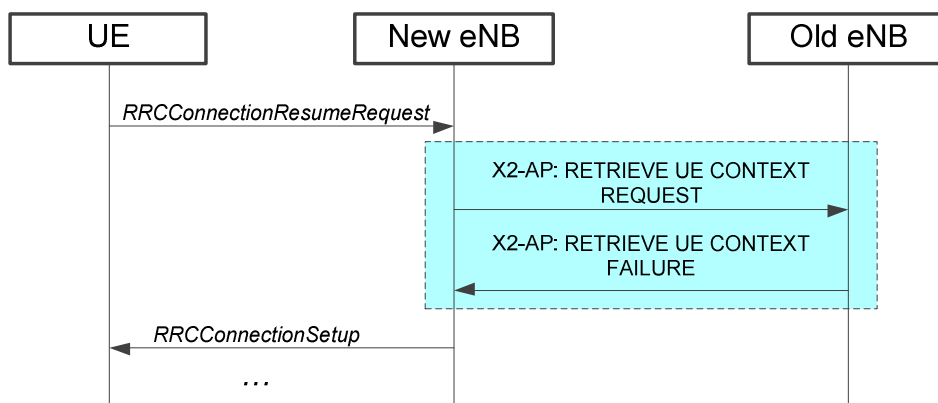 UE
New eNB
Old eNB
RRCConnectionResumeRequest
X2-AP: RETRIEVE UE CONTEXT
REQUEST
X2-AP: RETRIEVE UE CONTEXT
FAILURE
RRCConnectionSetup
...